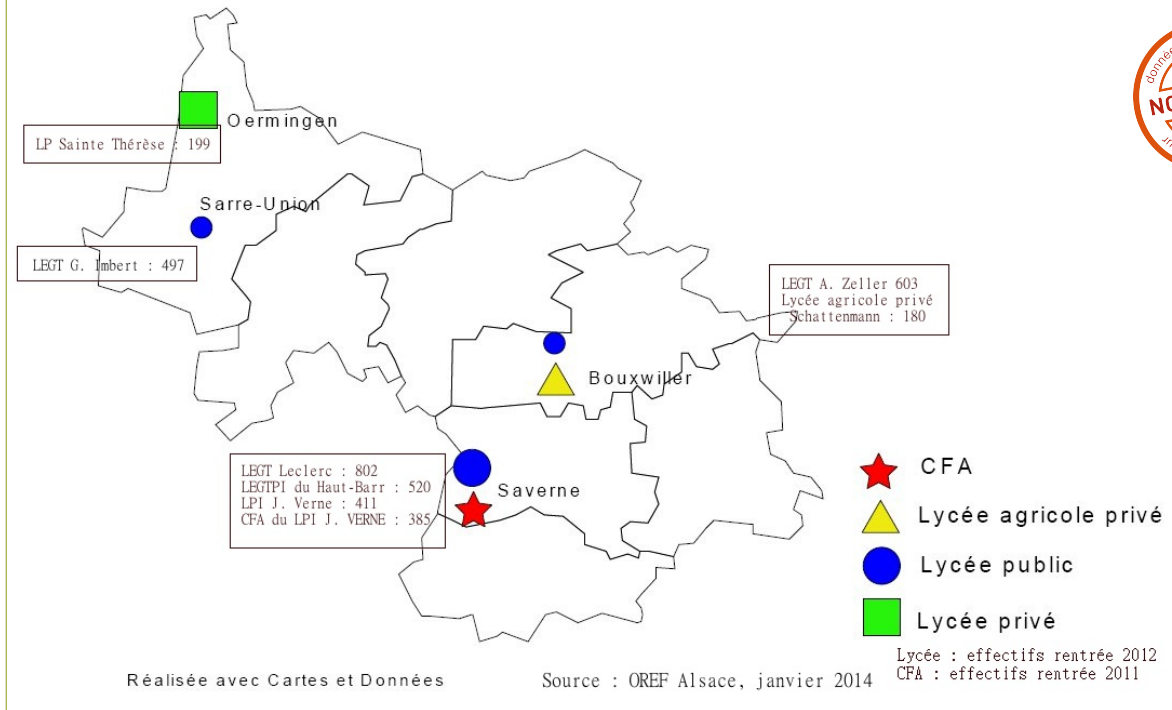 Oermingen
LP Sainte Thérèse : 199
Sarre-Union
LEGT G. Imbert : 497
LEGT A. Zeller 603
Lycée agricole privé
Schattenmann : 180
Bouxwiller
LEGT Leclerc : 802
LEGTPI du Haut-Barr : 520
LPI J. Verne : 411
CFA du LPI J. VERNE : 385
Saverne
CFA
Lycée agricole privé
Lycée public
Lycée privé
Lycée : effectifs rentrée 2012
CFA : effectifs rentrée 2011
Réalisée avec Cartes et Données
Source : OREF Alsace, janvier 2014